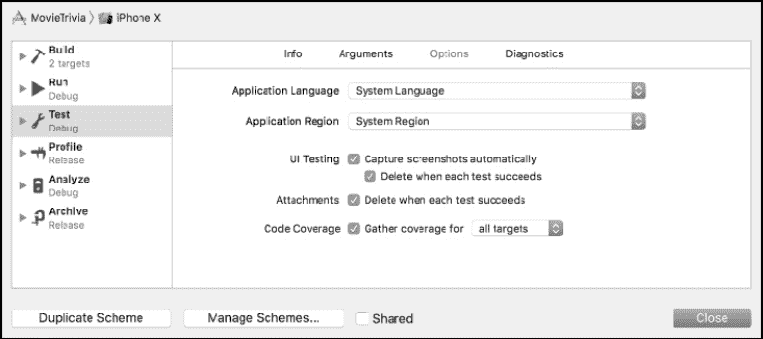 MovieTrivia 〉 iPhone X
Build
2 targets
Run
Debug
Test
Debug
Profile
Release
Analyze
Debug
Archive
Release
Info Arguments Options Diagnostics
Application Language System Language
Application Region System Region
UI Testing Capture screenshots automatically
Delete when each test succeeds
Attachments Delete when each test succeeds
Code Coverage Gather coverage for all targets
Duplicate Scheme Manage Schemes... Shared Close